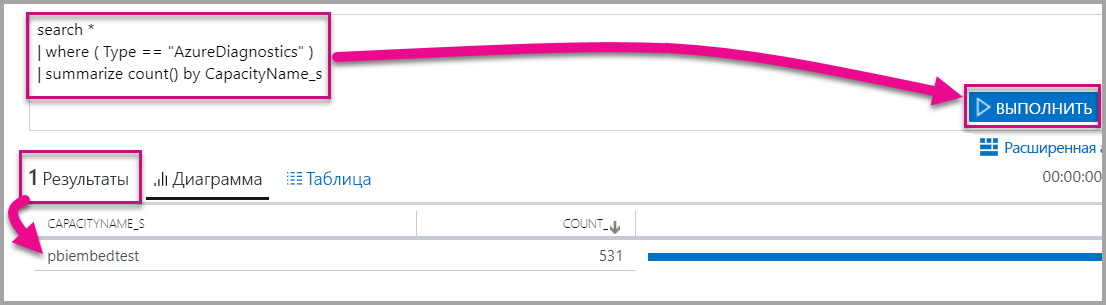 search *
| where ( Type == "AzureDiagnostics" )
| summarize count() by CapacityName_s
ВЫПОЛНИТЬ
Расширенная а
1 Результаты Диаграмма Таблица 00:00:00
CAPACITYNAME_S COUNT_
pbiembedtest 531